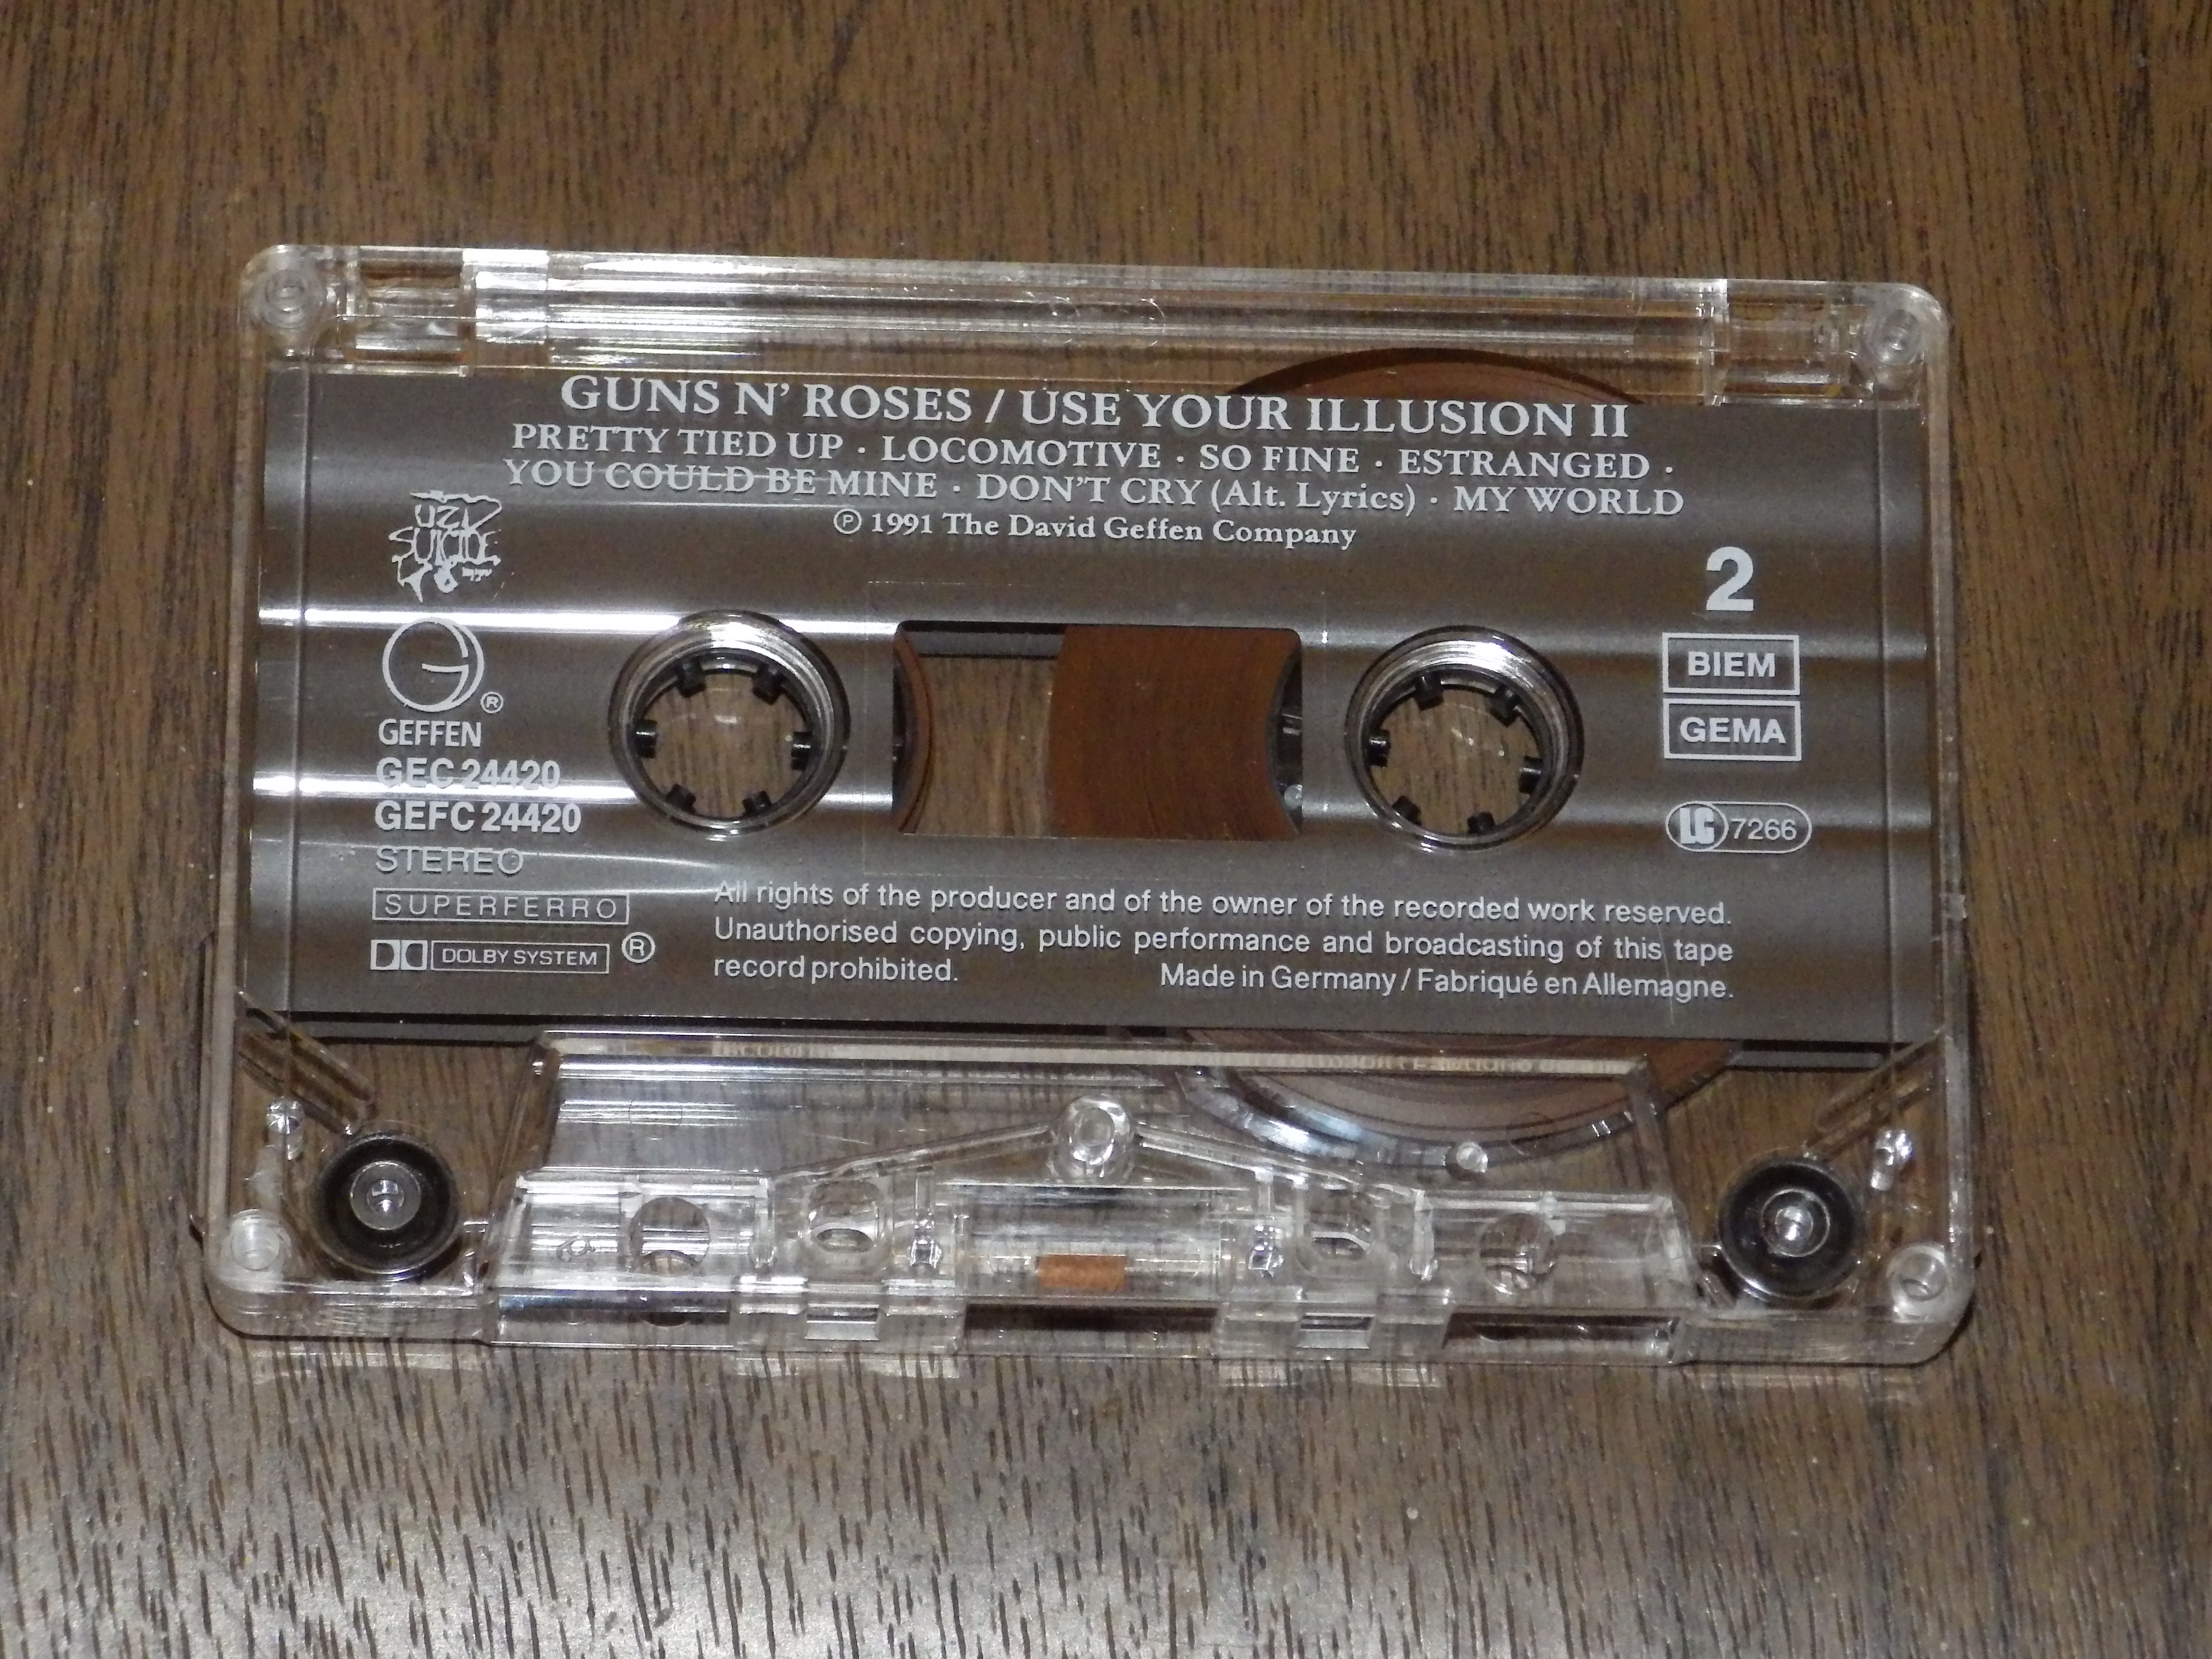 GUNS N' ROSES / USE YOUR ILLUSION II
PRETTY TIED UP · LOCOMOTIVE · SO FINE · ESTRANGED ·
YOU COULD BE MINE · DON'T CRY (Alt. Lyrics) · MY WORLD
℗ 1991 The David Geffen Company
UZI
SUICIDE
2
G
®
GEFFEN
BIEM
GEMA
GEC 24420
GEFC 24420
LC 7266
STEREO
SUPERFERRO
DOLBY SYSTEM ®
All rights of the producer and of the owner of the recorded work reserved.
Unauthorised copying, public performance and broadcasting of this tape
record prohibited. Made in Germany / Fabriqué en Allemagne.